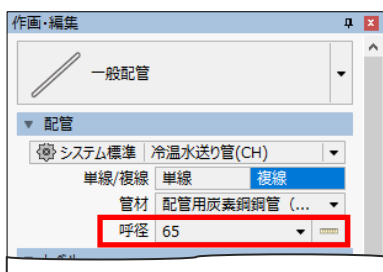 作画・編集
一般配管
配管
システム標準 冷温水送り管(CH)
単線/複線 単線 複線
管材 配管用炭素鋼鋼管 (...
呼径 65